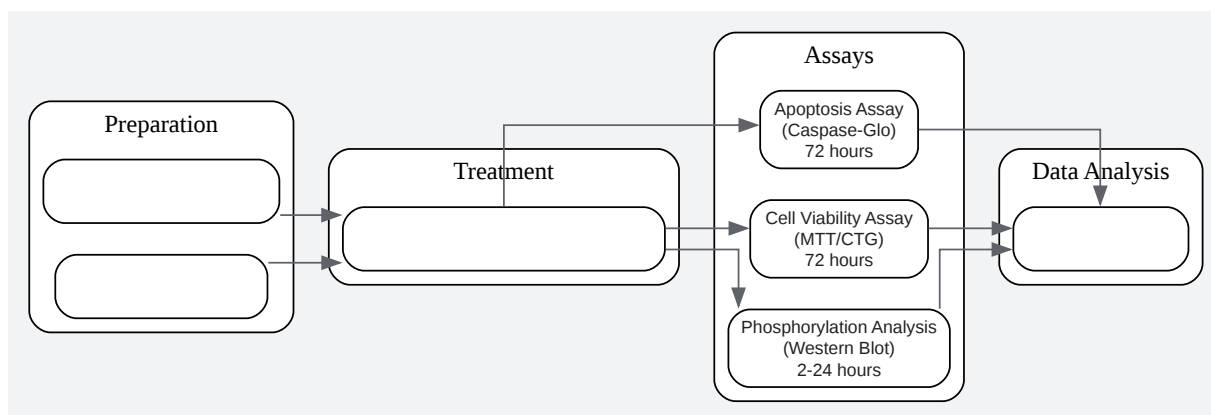 Preparation
Treatment
Assays
Apoptosis Assay
(Caspase-Glo)
72 hours
Cell Viability Assay
(MTT/CTG)
72 hours
Phosphorylation Analysis
(Western Blot)
2-24 hours
Data Analysis